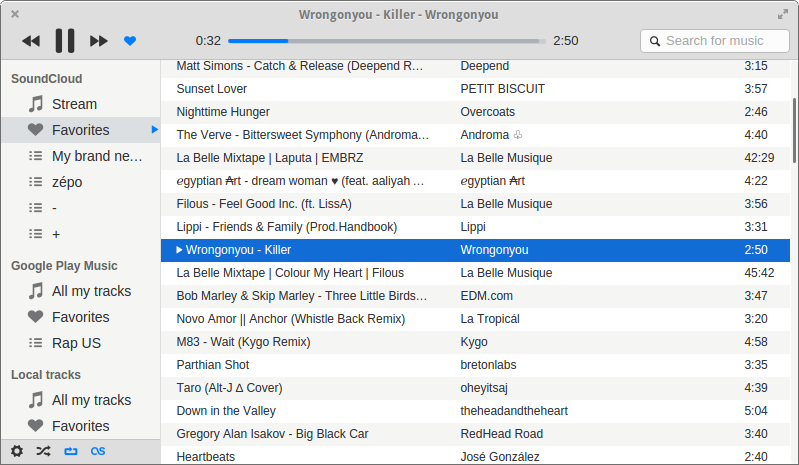 Wrongonyou - Killer - Wrongonyou
0:32 2:50 Search for music
SoundCloud
Stream
Favorites
My brand ne...
zépo
-
+
Google Play Music
All my tracks
Favorites
Rap US
Local tracks
All my tracks
Favorites
Matt Simons - Catch & Release (Deepend R... Deepend 3:15
Sunset Lover PETIT BISCUIT 3:57
Nighttime Hunger Overcoats 2:46
The Verve - Bittersweet Symphony (Androma... Androma ♧ 4:40
La Belle Mixtape | Laputa | EMBRZ La Belle Musique 42:29
ℯgyptian ₳rt - dream woman ♥ (feat. aaliyah ... ℯgyptian ₳rt 4:22
Filous - Feel Good Inc. (ft. LissA) La Belle Musique 3:56
Lippi - Friends & Family (Prod.Handbook) Lippi 3:31
Wrongonyou - Killer Wrongonyou 2:50
La Belle Mixtape | Colour My Heart | Filous La Belle Musique 45:42
Bob Marley & Skip Marley - Three Little Birds... EDM.com 3:47
Novo Amor || Anchor (Whistle Back Remix) La Tropicál 3:20
M83 - Wait (Kygo Remix) Kygo 4:58
Parthian Shot bretonlabs 3:35
Taro (Alt-J ∆ Cover) oheyitsaj 4:39
Down in the Valley theheadandtheheart 5:04
Gregory Alan Isakov - Big Black Car RedHead Road 3:40
Heartbeats José González 2:40